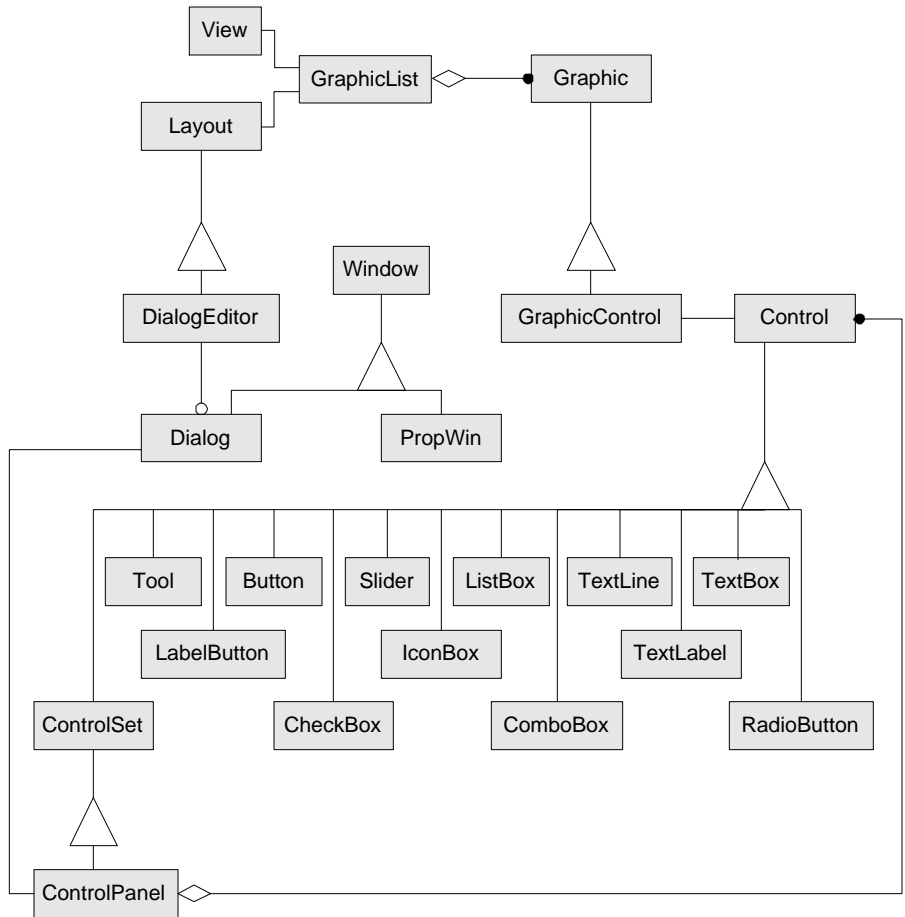 View
GraphicList
Graphic
Layout
Window
DialogEditor
GraphicControl
Control
Dialog
PropWin
Tool
Button
Slider
ListBox
TextLine
TextBox
LabelButton
IconBox
TextLabel
ControlSet
CheckBox
ComboBox
RadioButton
ControlPanel